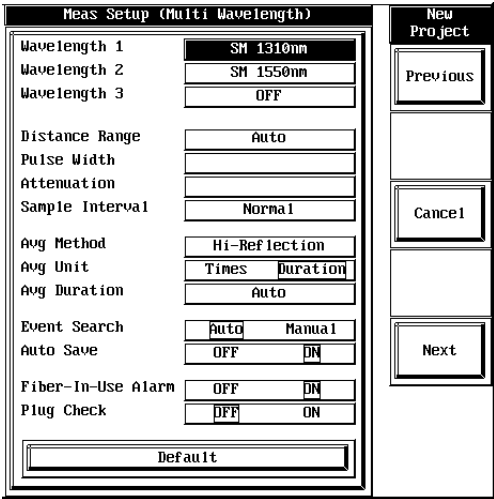 Meas Setup (Multi Wavelength)
New
Project
Wavelength 1 SM 1310nm
Wavelength 2 SM 1550nm
Wavelength 3 OFF
Previous
Distance Range Auto
Pulse Width
Attenuation
Sample Interval Normal
Cancel
Avg Method Hi-Reflection
Avg Unit Times Duration
Avg Duration Auto
Event Search Auto Manual
Auto Save OFF ON
Next
Fiber-In-Use Alarm OFF ON
Plug Check OFF ON
Default